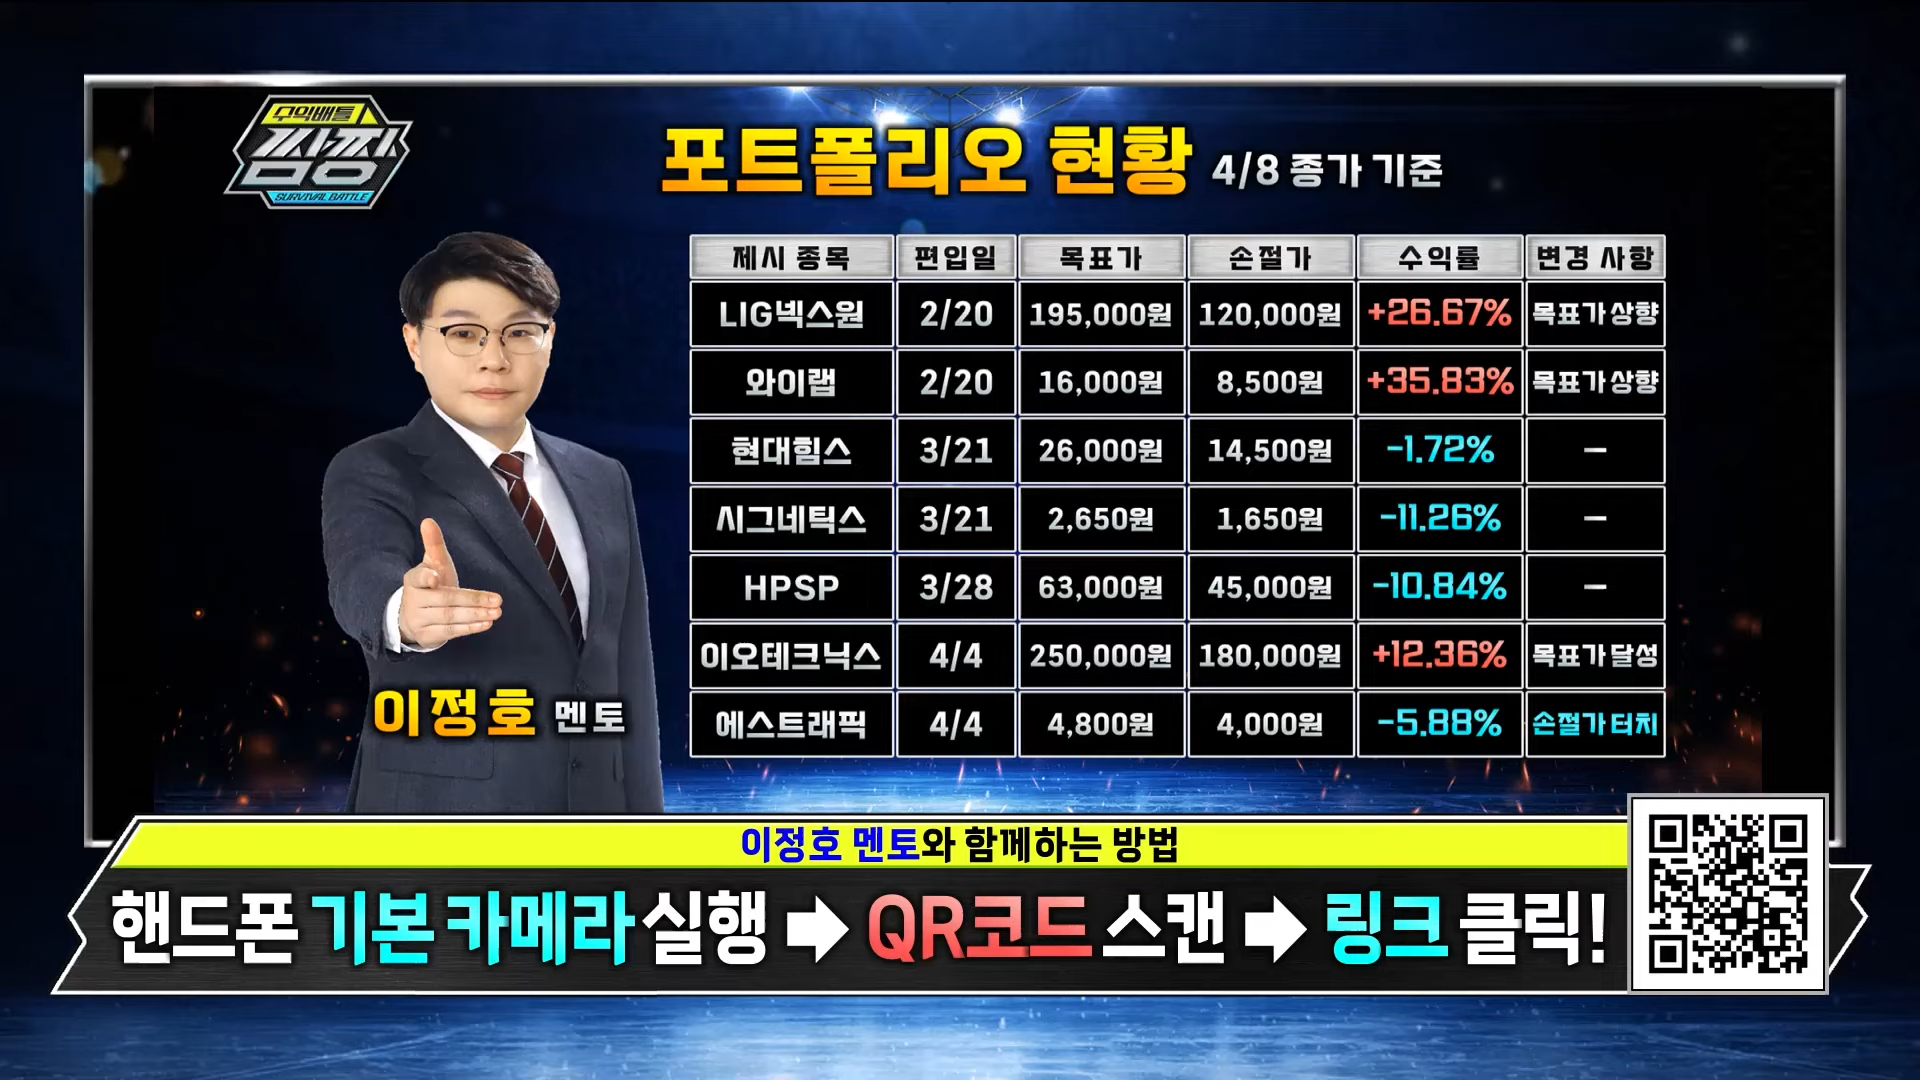 수익배틀
찜찡
SURVIVAL BATTLE
포트폴리오 현황 4/8 종가 기준
제시 종목 편입일 목표가 손절가 수익률 변경 사항
LIG넥스원 2/20 195,000원 120,000원 +26.67% 목표가 상향
와이랩 2/20 16,000원 8,500원 +35.83% 목표가 상향
현대힘스 3/21 26,000원 14,500원 -1.72% –
시그네틱스 3/21 2,650원 1,650원 -11.26% –
HPSP 3/28 63,000원 45,000원 -10.84% –
이오테크닉스 4/4 250,000원 180,000원 +12.36% 목표가 달성
에스트래픽 4/4 4,800원 4,000원 -5.88% 손절가 터치
이정호 멘토
이정호 멘토와 함께하는 방법
핸드폰 기본 카메라 실행 ➡ QR코드 스캔 ➡ 링크 클릭!